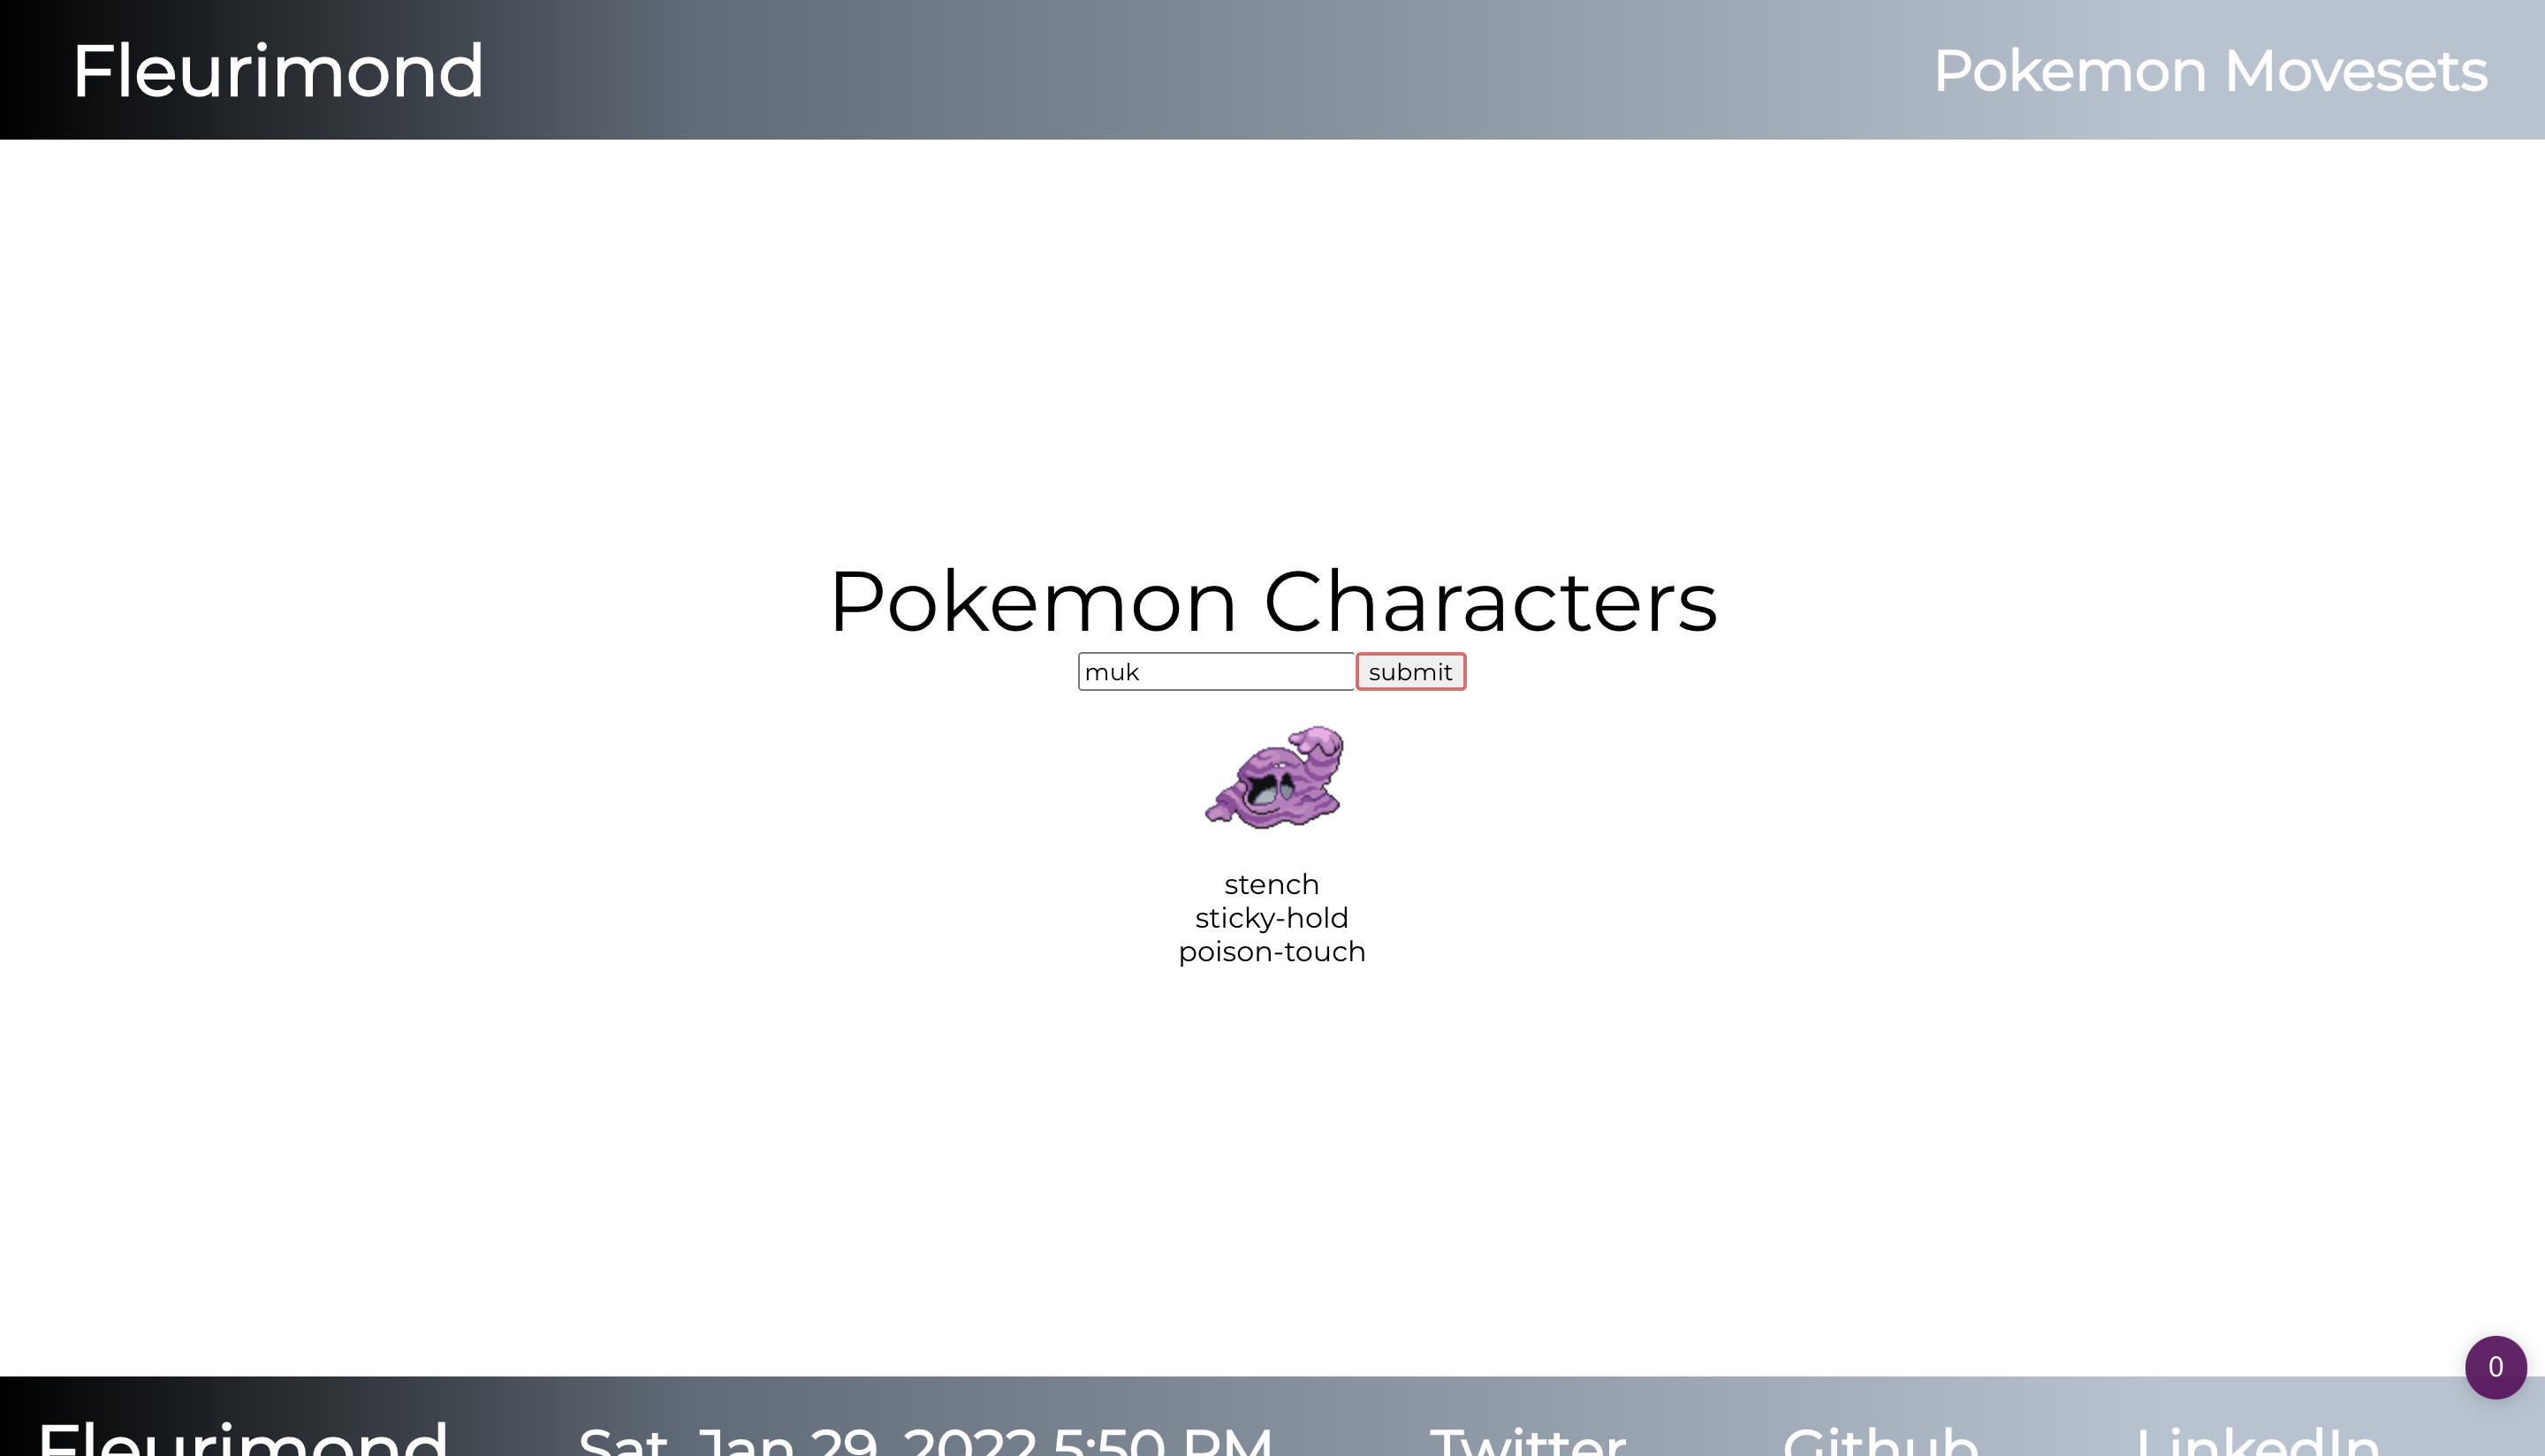 Fleurimond
Pokemon Movesets
Pokemon Characters
muk
submit
stench
sticky-hold
poison-touch
0
Fleurimond
Sat, Jan 29, 2022 5:50 PM
Twitter
Github
LinkedIn